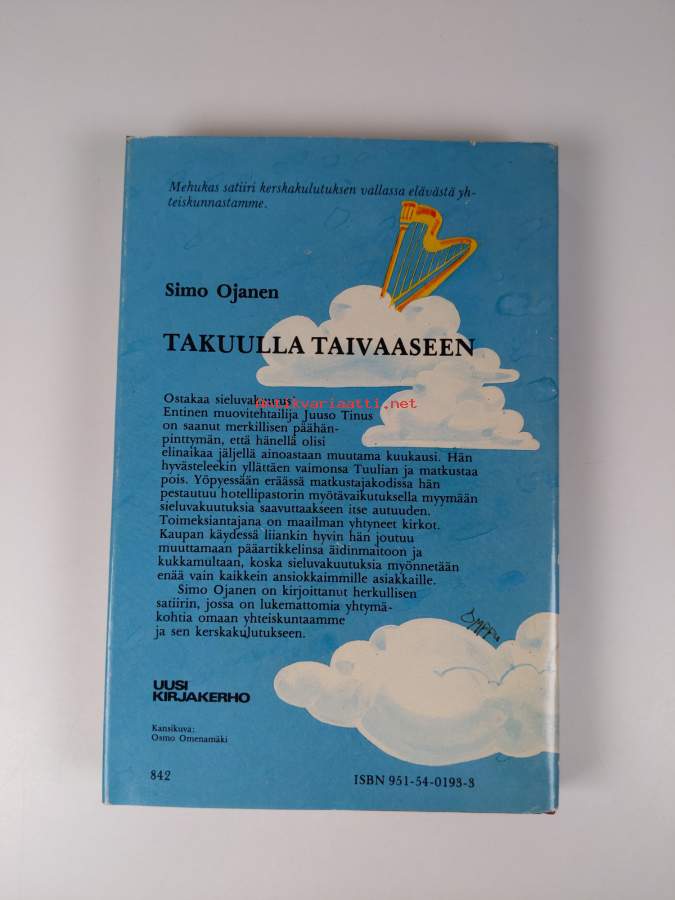 Mehukas satiiri kerskakulutuksen vallassa elävästä yh-
teiskunnastamme.
Simo Ojanen
TAKUULLA TAIVAASEEN
Ostakaa sieluvakuutus!
antikvariaatti.net
Entinen muovitehtailija Juuso Tinus
on saanut merkillisen päähän-
pinttymän, että hänellä olisi
elinaikaa jäljellä ainoastaan muutama kuukausi. Hän
hyvästeleekin yllättäen vaimonsa Tuulian ja matkustaa
pois. Yöpyessään eräässä matkustajakodissa hän
pestautuu hotellipastorin myötävaikutuksella myymään
sieluvakuutuksia saavuttaakseen itse autuuden.
Toimeksiantajana on maailman yhtyneet kirkot.
Kaupan käydessä liiankin hyvin hän joutuu
muuttamaan pääartikkelinsa äidinmaitoon ja
kukkamultaan, koska sieluvakuutuksia myönnetään
enää vain kaikkein ansiokkaimmille asiakkaille.
Simo Ojanen on kirjoittanut herkullisen
satiirin, jossa on lukemattomia yhtymä-
kohtia omaan yhteiskuntaamme
ja sen kerskakulutukseen.
OMPPU
UUSI
KIRJAKERHO
Kansikuva:
Osmo Omenamäki
842
ISBN 951-54-0193-3